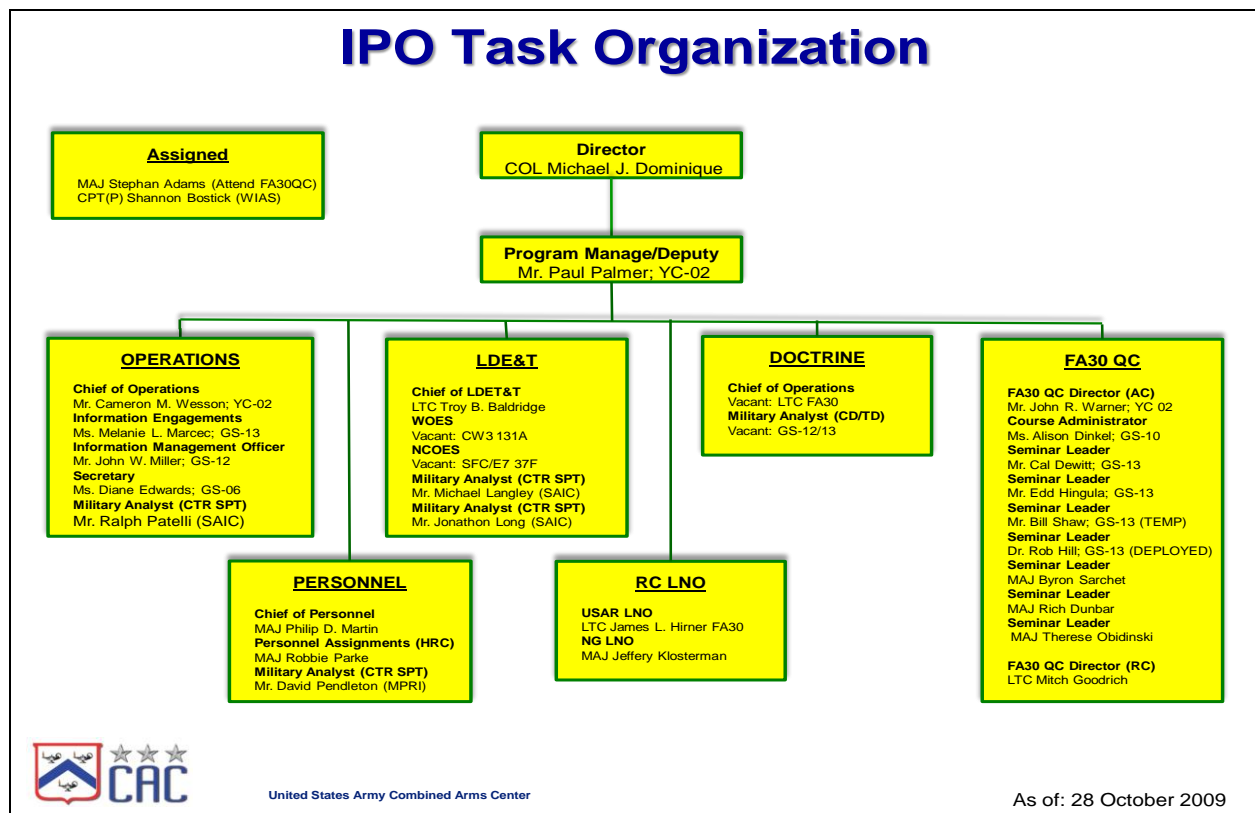 IPO Task Organization
Assigned
MAJ Stephan Adams (Attend FA30QC)
CPT(P) Shannon Bostick (WIAS)
Director
COL Michael J. Dominique
Program Manage/Deputy
Mr. Paul Palmer; YC-02
OPERATIONS
Chief of Operations
Mr. Cameron M. Wesson; YC-02
Information Engagements
Ms. Melanie L. Marcec; GS-13
Information Management Officer
Mr. John W. Miller; GS-12
Secretary
Ms. Diane Edwards; GS-06
Military Analyst (CTR SPT)
Mr. Ralph Patelli (SAIC)
PERSONNEL
Chief of Personnel
MAJ Philip D. Martin
Personnel Assignments (HRC)
MAJ Robbie Parke
Military Analyst (CTR SPT)
Mr. David Pendleton (MPRI)
LDE&T
Chief of LDET&T
LTC Troy B. Baldridge
WOES
Vacant: CW3 131A
NCOES
Vacant: SFC/E7 37F
Military Analyst (CTR SPT)
Mr. Michael Langley (SAIC)
Military Analyst (CTR SPT)
Mr. Jonathon Long (SAIC)
RC LNO
USAR LNO
LTC James L. Hirner FA30
NG LNO
MAJ Jeffery Klosterman
DOCTRINE
Chief of Operations
Vacant: LTC FA30
Military Analyst (CD/TD)
Vacant: GS-12/13
FA30 QC
FA30 QC Director (AC)
Mr. John R. Warner; YC 02
Course Administrator
Ms. Alison Dinkel; GS-10
Seminar Leader
Mr. Cal Dewitt; GS-13
Seminar Leader
Mr. Edd Hingula; GS-13
Seminar Leader
Mr. Bill Shaw; GS-13 (TEMP)
Seminar Leader
Dr. Rob Hill; GS-13 (DEPLOYED)
Seminar Leader
MAJ Byron Sarchet
Seminar Leader
MAJ Rich Dunbar
Seminar Leader
MAJ Therese Obidinski
FA30 QC Director (RC)
LTC Mitch Goodrich
CAC
United States Army Combined Arms Center
As of: 28 October 2009